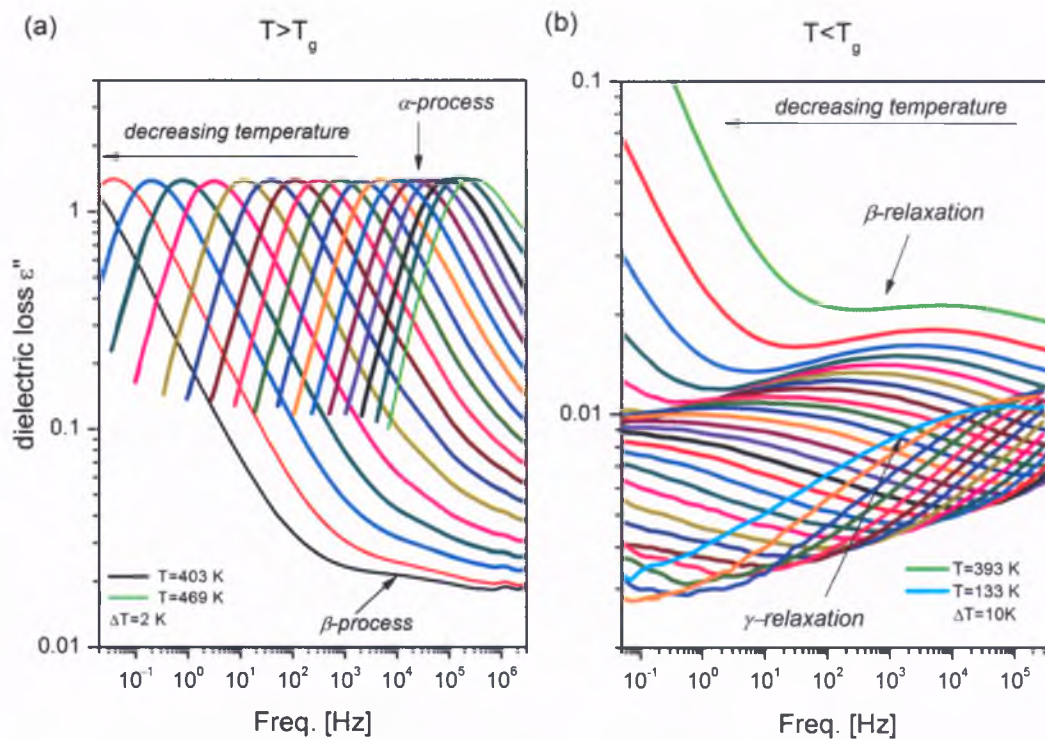 (a)
T>Tg
dielectric loss ε''
1
0.1
0.01
α-process
decreasing temperature
T=403 K
T=469 K
ΔT=2 K
β-process
10⁻¹ 10⁰ 10¹ 10² 10³ 10⁴ 10⁵ 10⁶
Freq. [Hz]
(b)
T<Tg
0.1
0.01
decreasing temperature
β-relaxation
T=393 K
T=133 K
ΔT=10K
γ-relaxation
10⁻¹ 10⁰ 10¹ 10² 10³ 10⁴ 10⁵
Freq. [Hz]